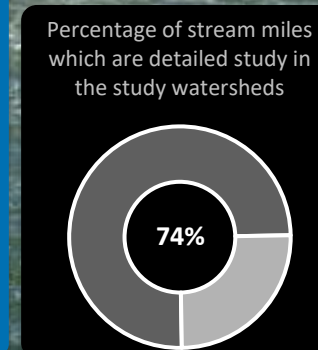 Percentage of stream miles
which are detailed study in
the study watersheds
74%